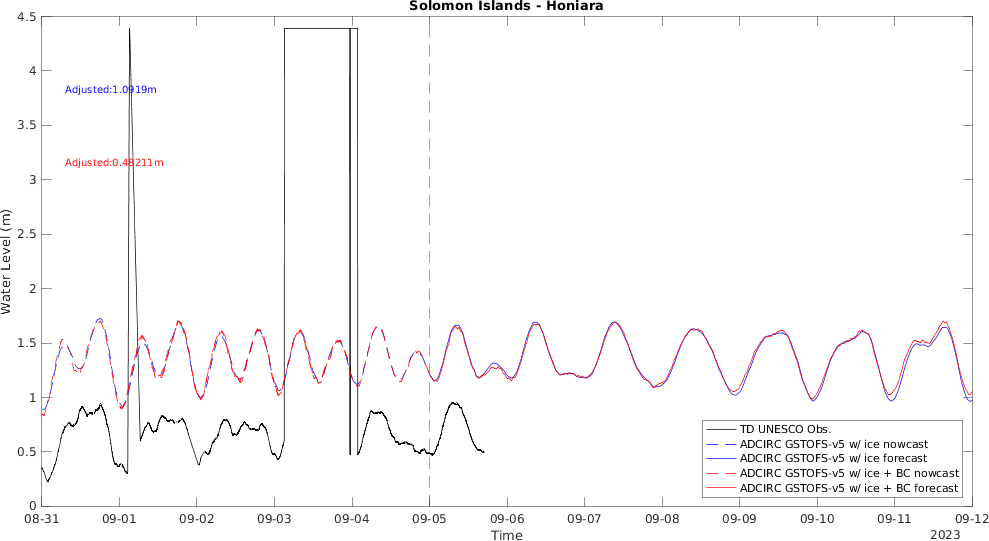 Solomon Islands - Honiara
4.5
4
3.5
3
2.5
2
1.5
1
0.5
0
Water Level (m)
Adjusted:1.0919m
Adjusted:0.48211m
TD UNESCO Obs.
ADCIRC GSTOFS-v5 w/ ice nowcast
ADCIRC GSTOFS-v5 w/ ice forecast
ADCIRC GSTOFS-v5 w/ ice + BC nowcast
ADCIRC GSTOFS-v5 w/ ice + BC forecast
08-31 09-01 09-02 09-03 09-04 09-05 09-06 09-07 09-08 09-09 09-10 09-11 09-12
Time
2023